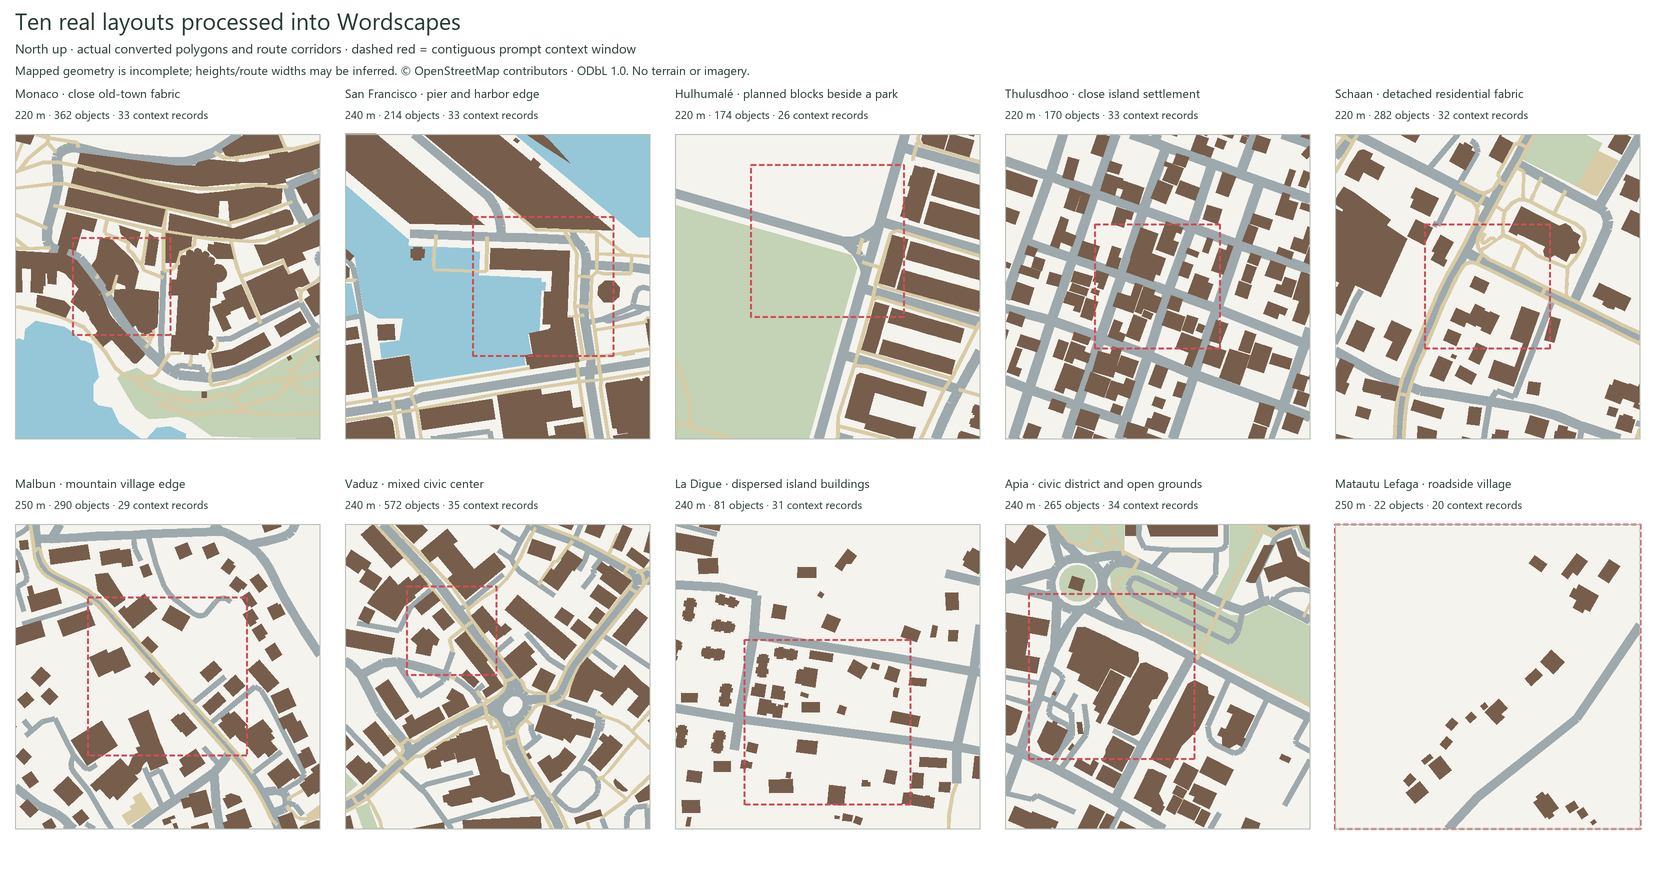 Ten real layouts processed into Wordscapes
North up · actual converted polygons and route corridors · dashed red = contiguous prompt context window
Mapped geometry is incomplete; heights/route widths may be inferred. © OpenStreetMap contributors · ODbL 1.0. No terrain or imagery.
Monaco · close old-town fabric
220 m · 362 objects · 33 context records
San Francisco · pier and harbor edge
240 m · 214 objects · 33 context records
Hulhumalé · planned blocks beside a park
220 m · 174 objects · 26 context records
Thulusdhoo · close island settlement
220 m · 170 objects · 33 context records
Schaan · detached residential fabric
220 m · 282 objects · 32 context records
Malbun · mountain village edge
250 m · 290 objects · 29 context records
Vaduz · mixed civic center
240 m · 572 objects · 35 context records
La Digue · dispersed island buildings
240 m · 81 objects · 31 context records
Apia · civic district and open grounds
240 m · 265 objects · 34 context records
Matautu Lefaga · roadside village
250 m · 22 objects · 20 context records